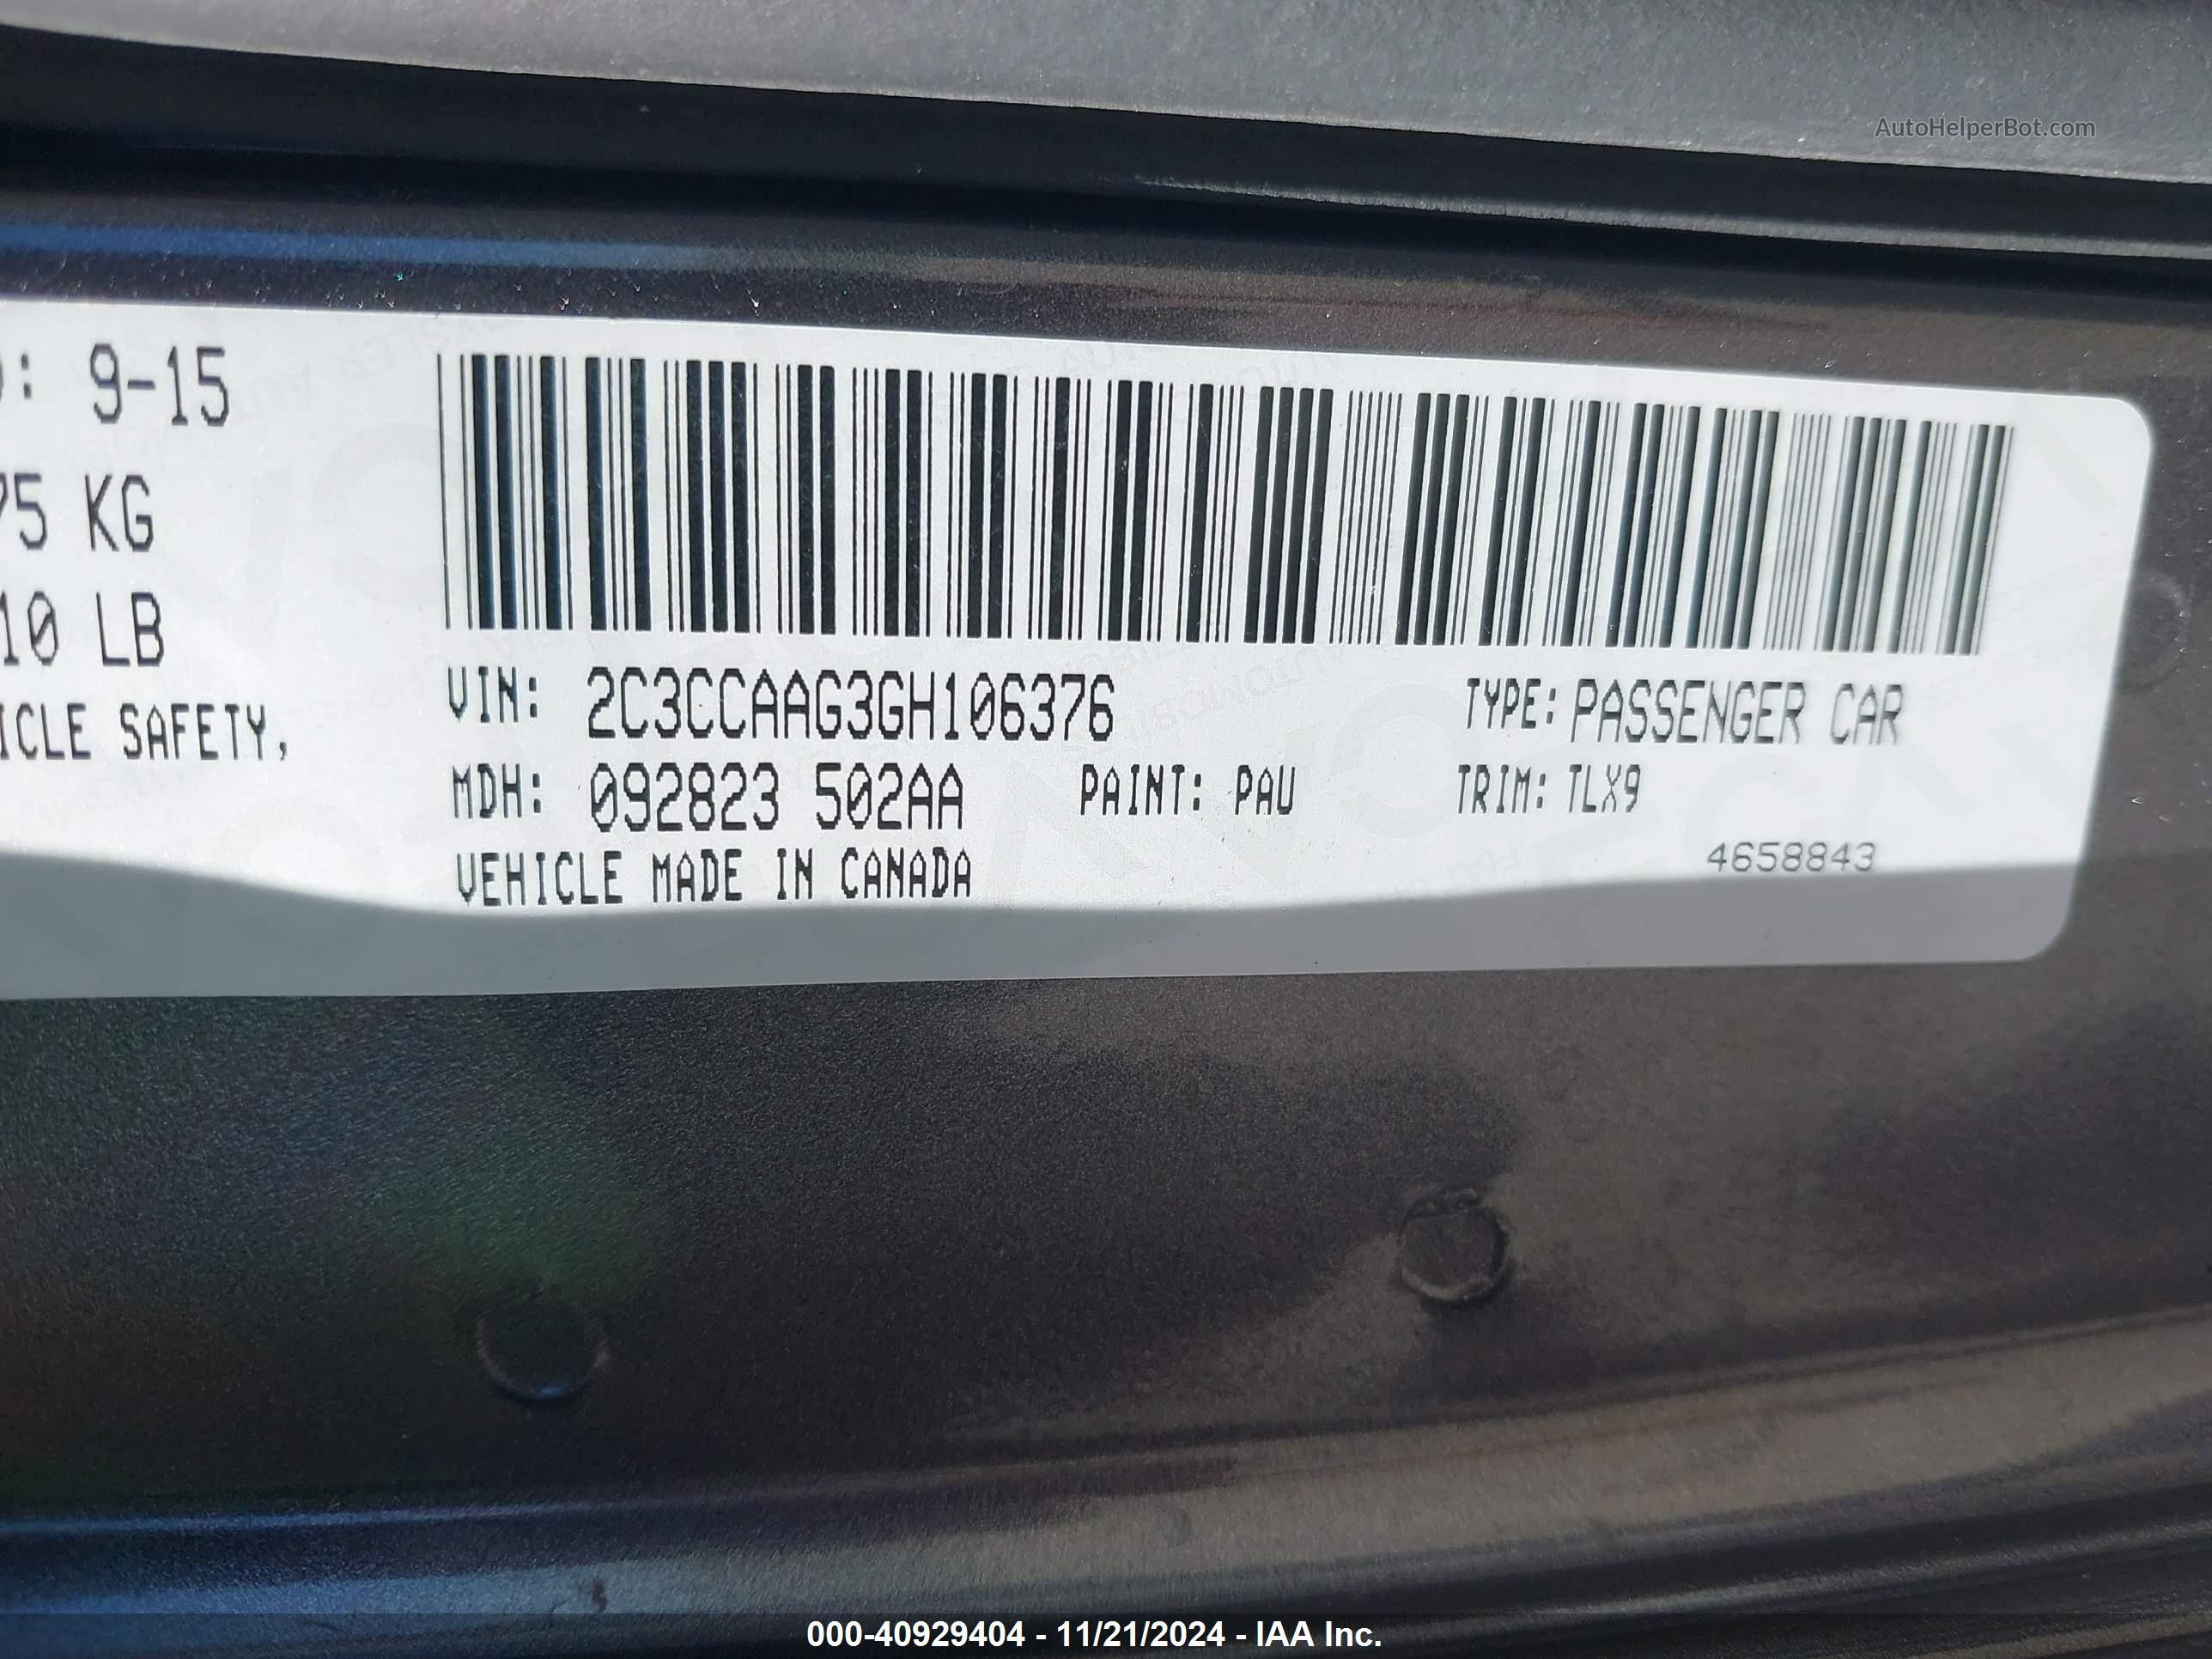 AutoHelperBot.com
: 9-15
75 KG
10 LB
ICLE SAFETY,
VIN: 2C3CCAAG3GH106376
TYPE: PASSENGER CAR
MDH: 092823 502AA
PAINT: PAU
TRIM: TLX9
VEHICLE MADE IN CANADA
4658843
000-40929404 - 11/21/2024 - IAA Inc.